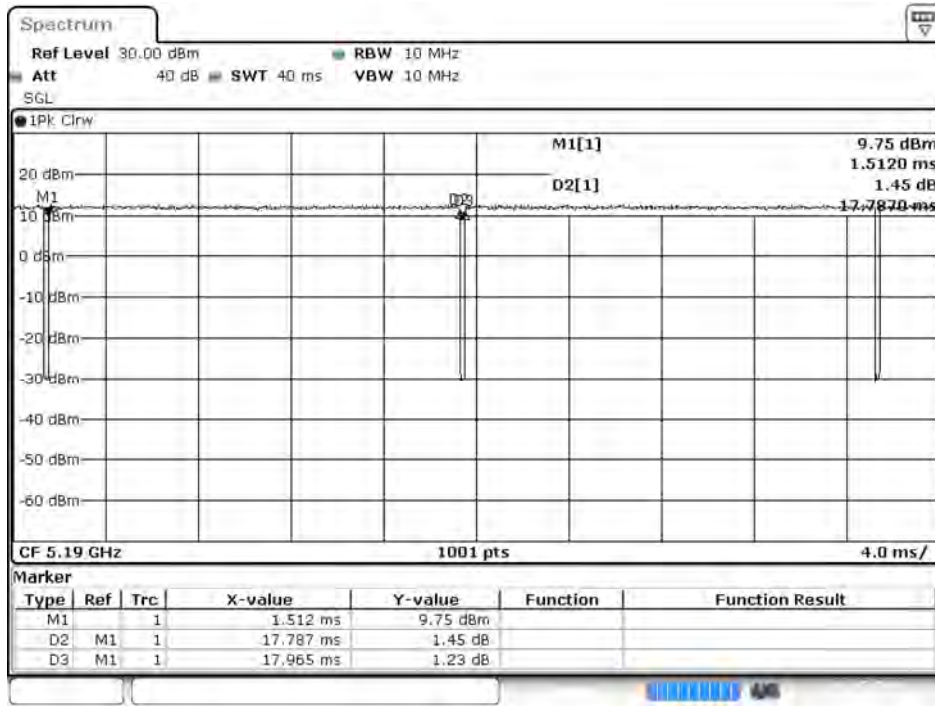 Spectrum
Ref Level 30.00 dBm RBW 10 MHz
Att 40 dB SWT 40 ms VBW 10 MHz
SGL
1Pk Clrw
M1[1] 9.75 dBm
1.5120 ms
20 dBm
D2[1] 1.45 dB
M1
17.7870 ms
10 dBm
0 dBm
-10 dBm
-20 dBm
-30 dBm
-40 dBm
-50 dBm
-60 dBm
CF 5.19 GHz 1001 pts 4.0 ms/
Marker
Type Ref Trc X-value Y-value Function Function Result
M1 1 1.512 ms 9.75 dBm
D2 M1 1 17.787 ms 1.45 dB
D3 M1 1 17.965 ms 1.23 dB